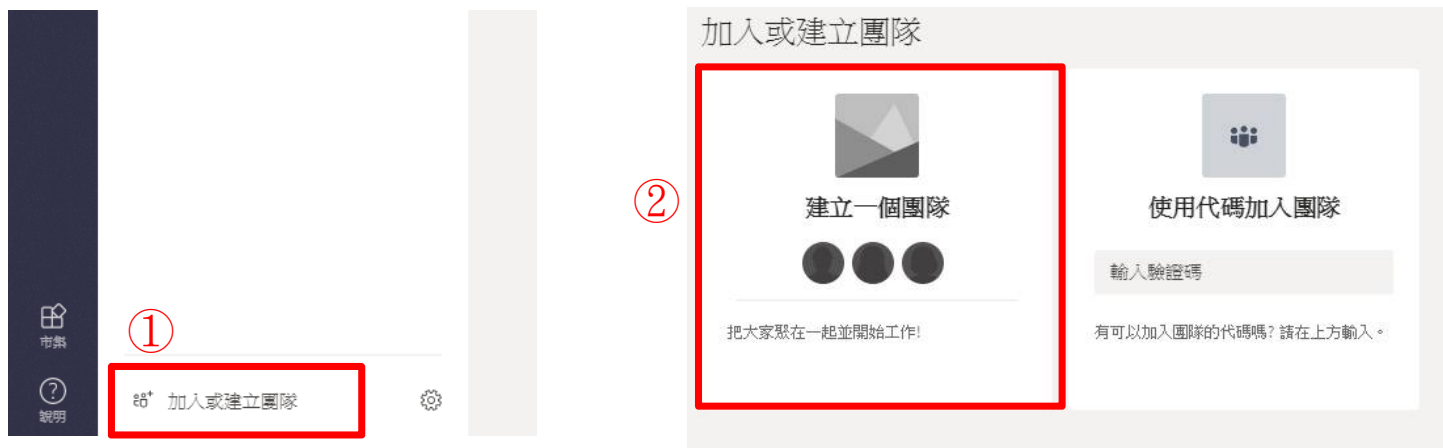 市集
說明
①
加入或建立團隊
加入或建立團隊
②
建立一個團隊
把大家聚在一起並開始工作!
使用代碼加入團隊
輸入驗證碼
有可以加入團隊的代碼嗎? 請在上方輸入。